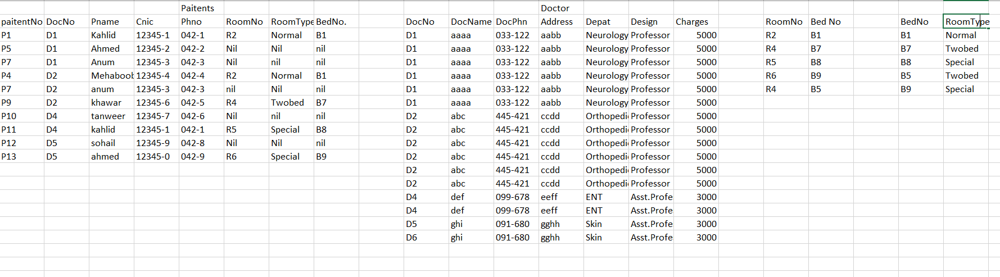 Paitents Doctor
paitentNo DocNo Pname Cnic Phno RoomNo RoomType BedNo. DocNo DocName DocPhn Address Depat Design Charges RoomNo Bed No BedNo RoomType
P1 D1 Kahlid 12345-1 042-1 R2 Normal B1 D1 aaaa 033-122 aabb Neurology Professor 5000 R2 B1 B1 Normal
P5 D1 Ahmed 12345-2 042-2 Nil Nil nil D1 aaaa 033-122 aabb Neurology Professor 5000 R4 B7 B7 Twobed
P7 D1 Anum 12345-3 042-3 Nil nil nil D1 aaaa 033-122 aabb Neurology Professor 5000 R5 B8 B8 Special
P4 D2 Mehaboob 12345-4 042-4 R2 Normal B1 D1 aaaa 033-122 aabb Neurology Professor 5000 R6 B9 B5 Twobed
P7 D2 anum 12345-3 042-3 nil Nil nil D1 aaaa 033-122 aabb Neurology Professor 5000 R4 B5 B9 Special
P9 D2 khawar 12345-6 042-5 R4 Twobed B7 D1 aaaa 033-122 aabb Neurology Professor 5000
P10 D4 tanweer 12345-7 042-6 Nil nil nil D2 abc 445-421 ccdd Orthopedi Professor 5000
P11 D4 kahlid 12345-1 042-1 R5 Special B8 D2 abc 445-421 ccdd Orthopedi Professor 5000
P12 D5 sohail 12345-9 042-8 Nil Nil nil D2 abc 445-421 ccdd Orthopedi Professor 5000
P13 D5 ahmed 12345-0 042-9 R6 Special B9 D2 abc 445-421 ccdd Orthopedi Professor 5000
D2 abc 445-421 ccdd Orthopedi Professor 5000
D2 abc 445-421 ccdd Orthopedi Professor 5000
D4 def 099-678 eeff ENT Asst.Profe 3000
D4 def 099-678 eeff ENT Asst.Profe 3000
D5 ghi 091-680 gghh Skin Asst.Profe 3000
D6 ghi 091-680 gghh Skin Asst.Profe 3000